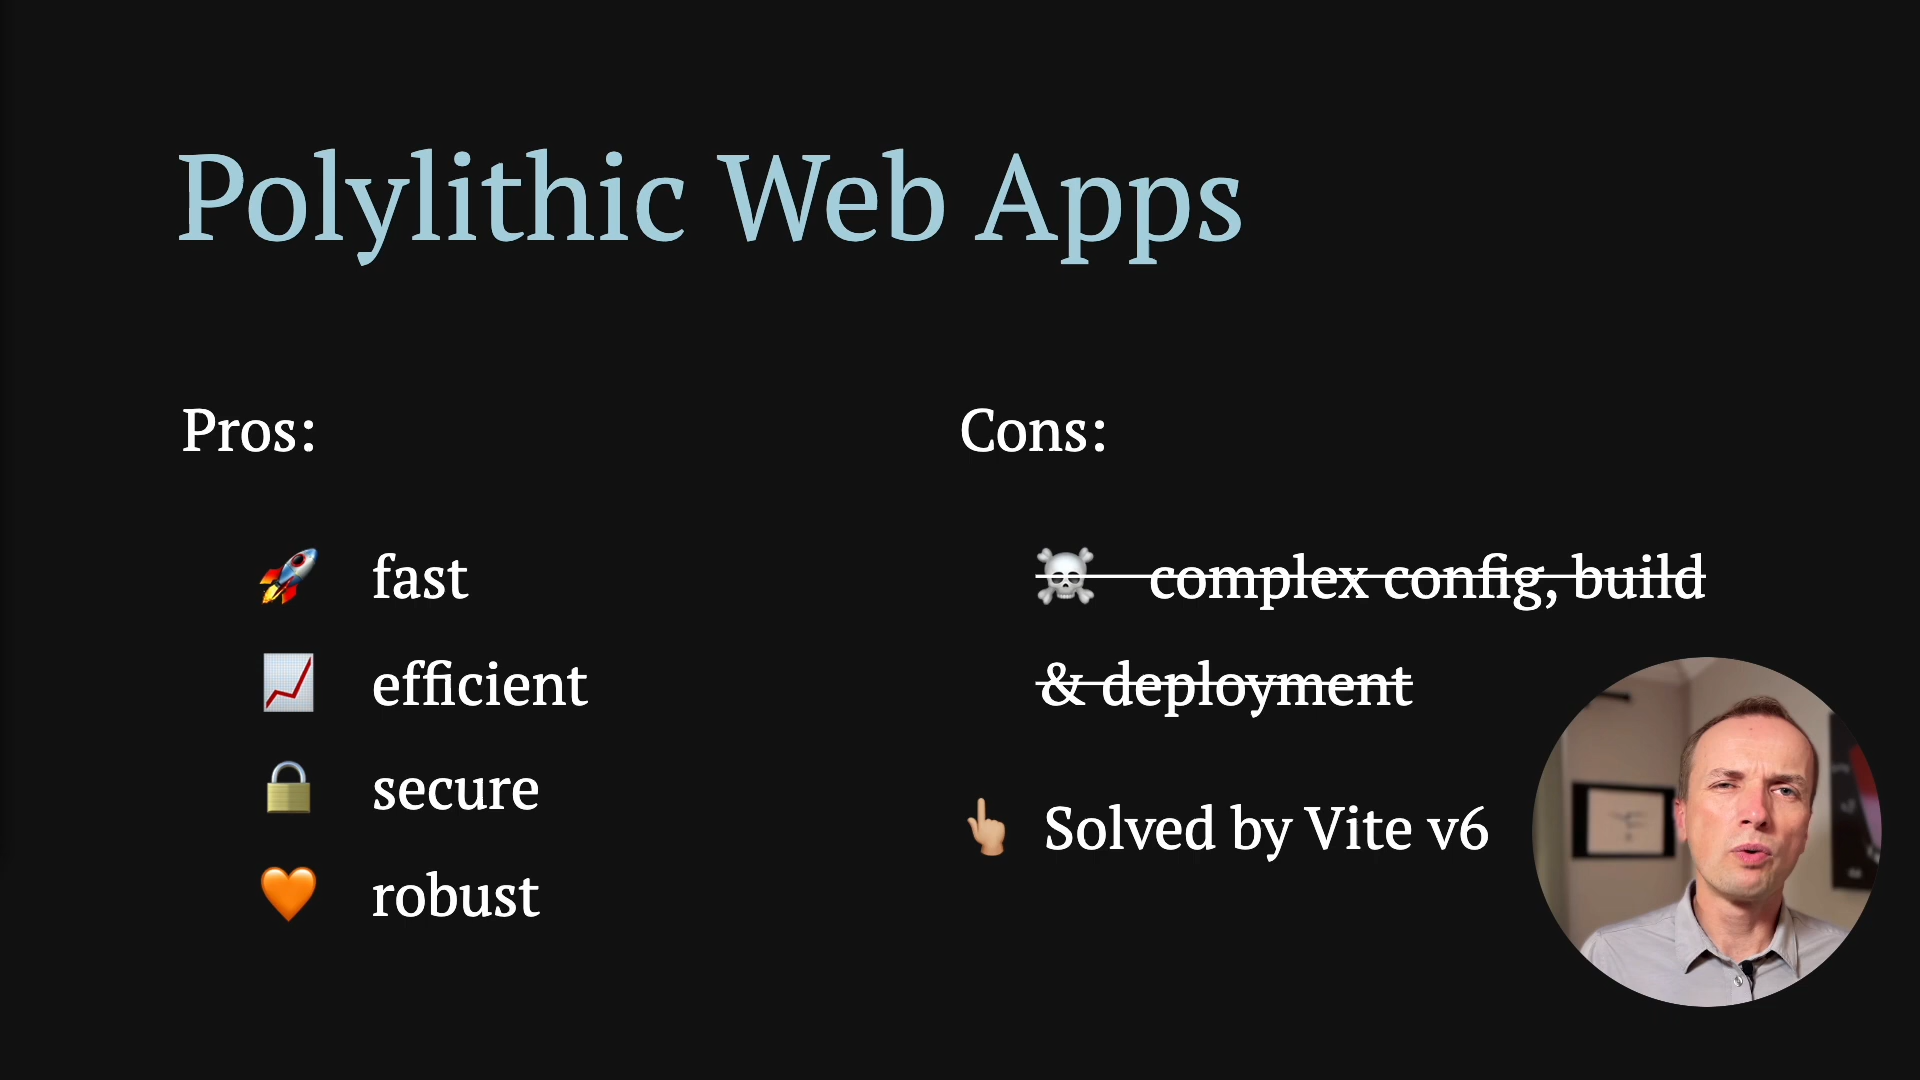 Polylithic Web Apps
Pros:
🚀 fast
📈 efficient
🔒 secure
🧡 robust
Cons:
☠️ complex config, build
& deployment
👆🏼 Solved by Vite v6